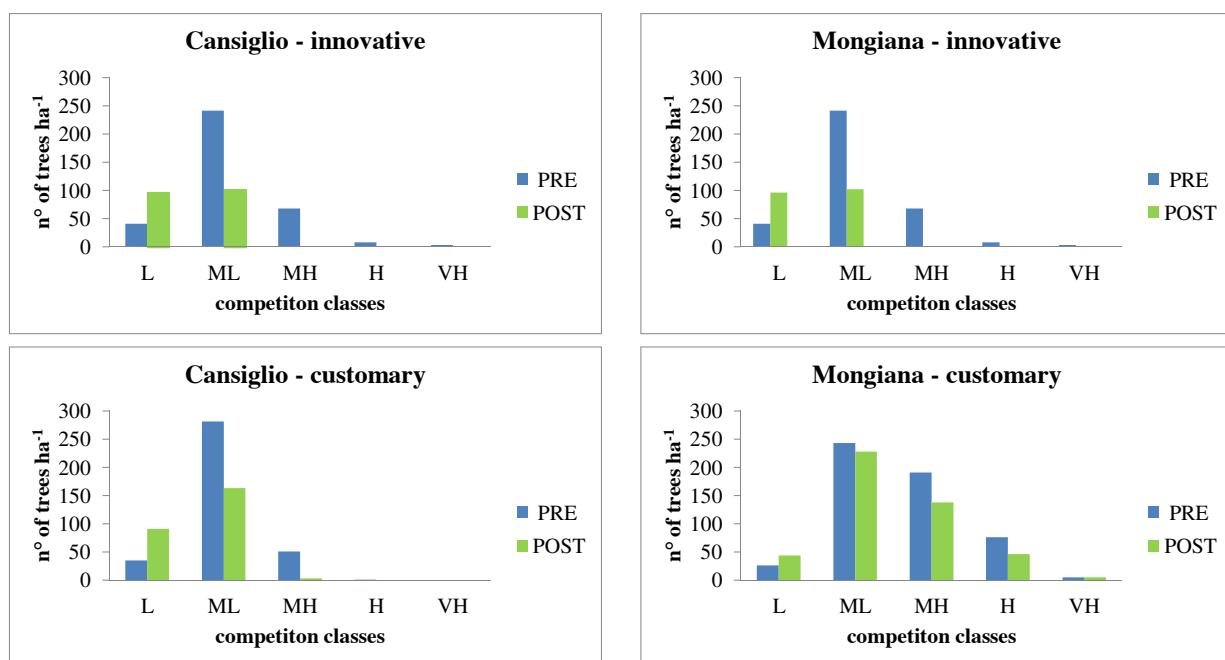 Cansiglio - innovative
n° of trees ha-1
300
250
200
150
100
50
0
L ML MH H VH
competiton classes
PRE
POST
Mongiana - innovative
n° of trees ha-1
300
250
200
150
100
50
0
L ML MH H VH
competiton classes
PRE
POST
Cansiglio - customary
n° of trees ha-1
300
250
200
150
100
50
0
L ML MH H VH
competiton classes
PRE
POST
Mongiana - customary
n° of trees ha-1
300
250
200
150
100
50
0
L ML MH H VH
competiton classes
PRE
POST